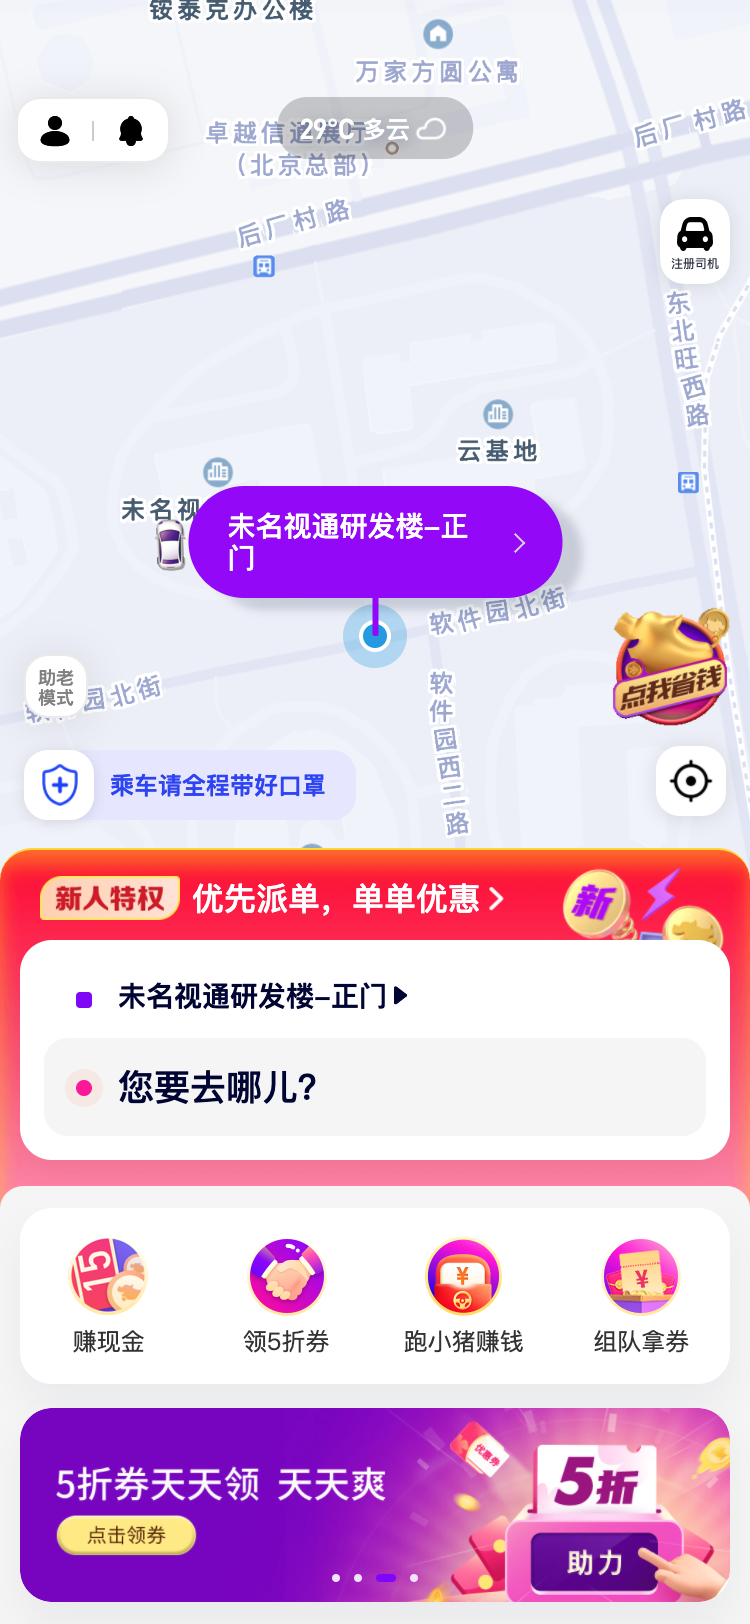 铵泰克办公楼
万家方圆公寓
后厂村路
卓越信通展厅
(北京总部)
29°C 多云
后厂村路
注册司机
东北旺西路
云基地
未名视
未名视通研发楼-正
门
软件园北街
点我省钱
助老
模式
园北街
软件园西二路
乘车请全程带好口罩
新人特权 优先派单，单单优惠
新
未名视通研发楼-正门
您要去哪儿?
赚现金
领5折券
跑小猪赚钱
组队拿券
5折券天天领 天天爽
点击领券
优惠券
5折
助力